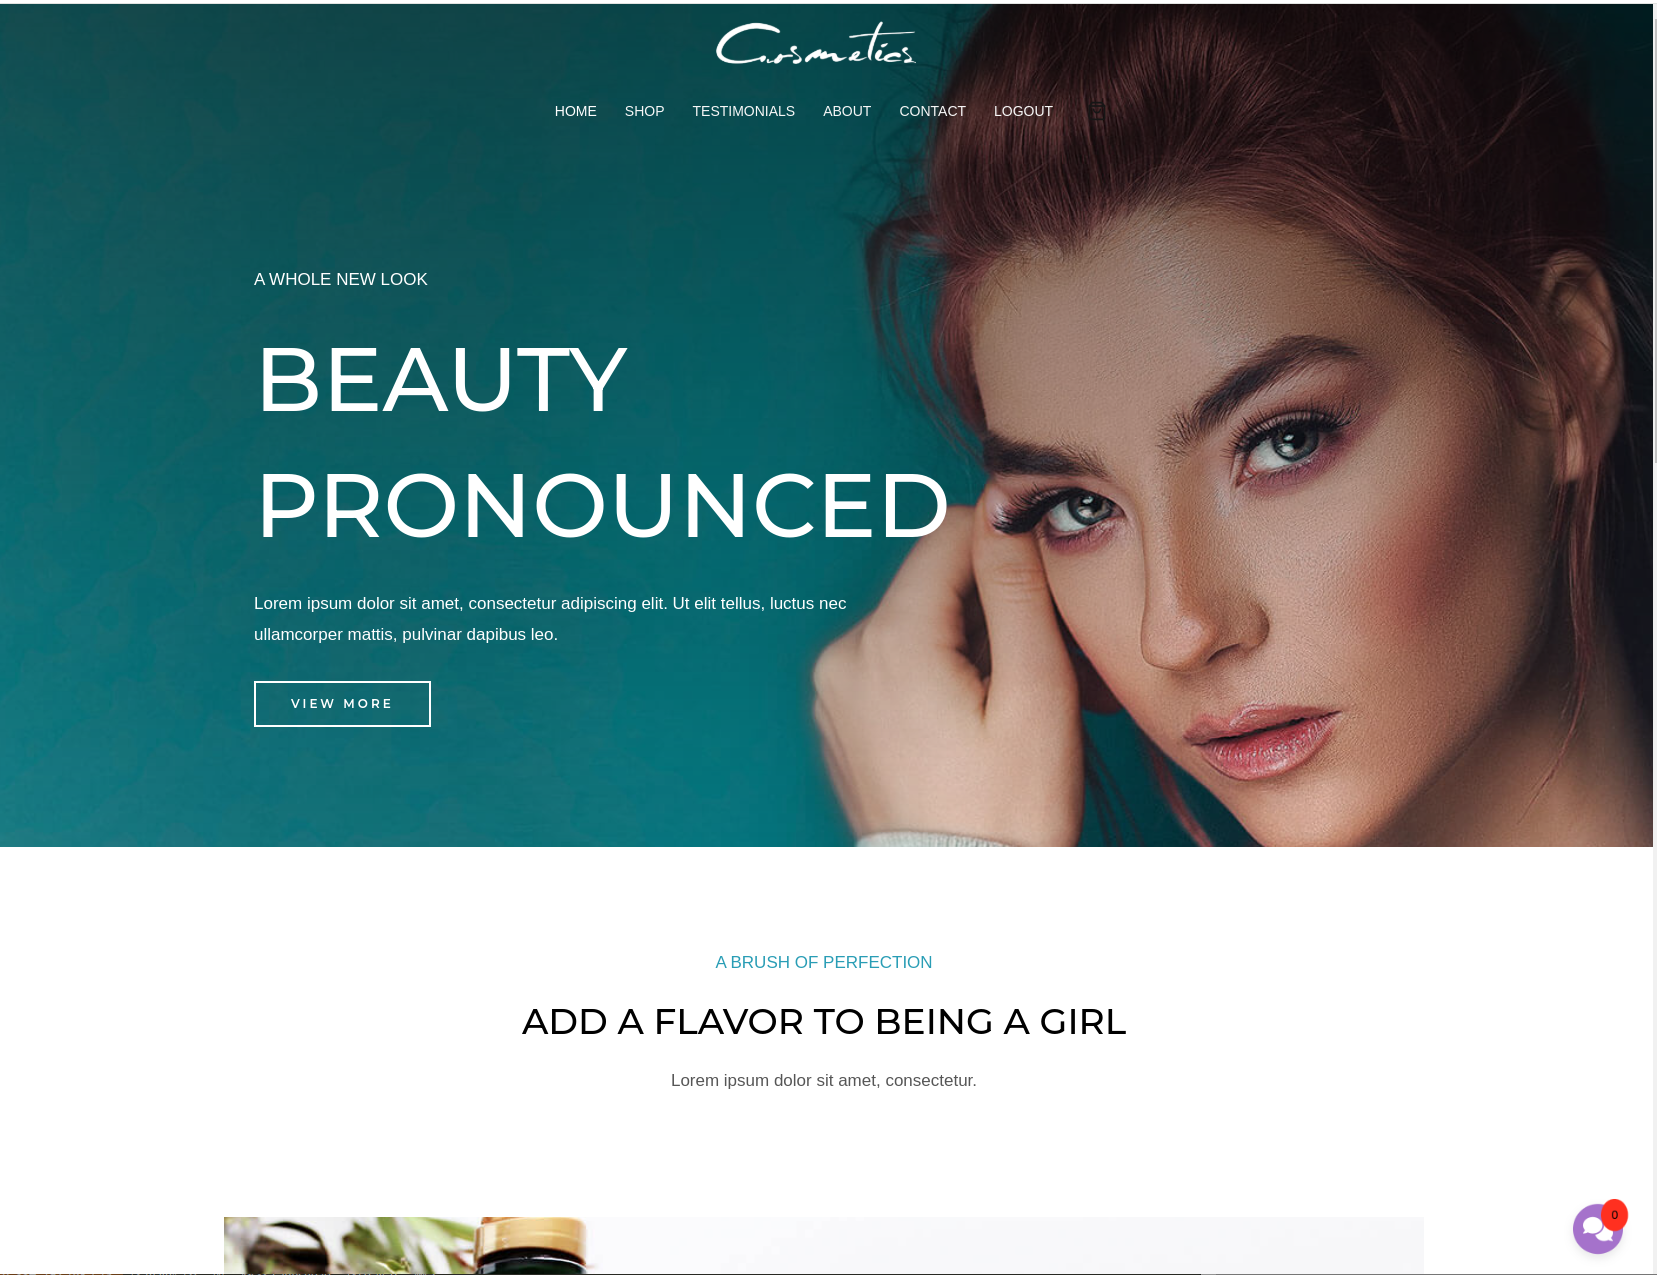 Cosmetics
HOME SHOP TESTIMONIALS ABOUT CONTACT LOGOUT
A WHOLE NEW LOOK
BEAUTY
PRONOUNCED
Lorem ipsum dolor sit amet, consectetur adipiscing elit. Ut elit tellus, luctus nec
ullamcorper mattis, pulvinar dapibus leo.
VIEW MORE
A BRUSH OF PERFECTION
ADD A FLAVOR TO BEING A GIRL
Lorem ipsum dolor sit amet, consectetur.
0